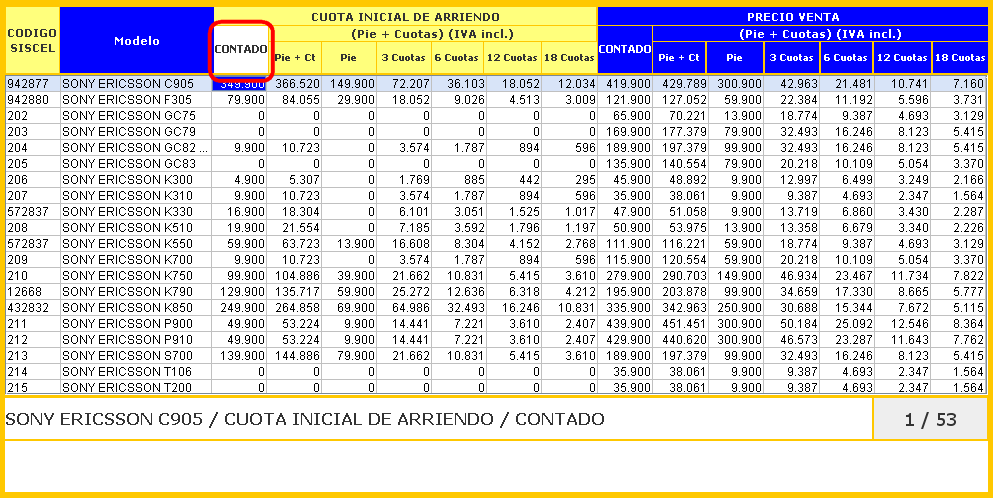 CODIGO SISCEL Modelo CUOTA INICIAL DE ARRIENDO PRECIO VENTA
(Pie + Cuotas) (IVA incl.) (Pie + Cuotas) (IVA incl.)
CONTADO Pie + Ct Pie 3 Cuotas 6 Cuotas 12 Cuotas 18 Cuotas CONTADO Pie + Ct Pie 3 Cuotas 6 Cuotas 12 Cuotas 18 Cuotas
942877 SONY ERICSSON C905 349.900 366.520 149.900 72.207 36.103 18.052 12.034 419.900 429.789 300.900 42.963 21.481 10.741 7.160
942880 SONY ERICSSON F305 79.900 84.055 29.900 18.052 9.026 4.513 3.009 121.900 127.052 59.900 22.384 11.192 5.596 3.731
202 SONY ERICSSON GC75 0 0 0 0 0 0 0 65.900 70.221 13.900 18.774 9.387 4.693 3.129
203 SONY ERICSSON GC79 0 0 0 0 0 0 0 169.900 177.379 79.900 32.493 16.246 8.123 5.415
204 SONY ERICSSON GC82 ... 9.900 10.723 0 3.574 1.787 894 596 189.900 197.379 99.900 32.493 16.246 8.123 5.415
205 SONY ERICSSON GC83 0 0 0 0 0 0 0 135.900 140.554 79.900 20.218 10.109 5.054 3.370
206 SONY ERICSSON K300 4.900 5.307 0 1.769 885 442 295 45.900 48.892 9.900 12.997 6.499 3.249 2.166
207 SONY ERICSSON K310 9.900 10.723 0 3.574 1.787 894 596 35.900 38.061 9.900 9.387 4.693 2.347 1.564
572837 SONY ERICSSON K330 16.900 18.304 0 6.101 3.051 1.525 1.017 47.900 51.058 9.900 13.719 6.860 3.430 2.287
208 SONY ERICSSON K510 19.900 21.554 0 7.185 3.592 1.796 1.197 50.900 53.975 13.900 13.358 6.679 3.340 2.226
572837 SONY ERICSSON K550 59.900 63.723 13.900 16.608 8.304 4.152 2.768 111.900 116.221 59.900 18.774 9.387 4.693 3.129
209 SONY ERICSSON K700 9.900 10.723 0 3.574 1.787 894 596 115.900 120.554 59.900 20.218 10.109 5.054 3.370
210 SONY ERICSSON K750 99.900 104.886 39.900 21.662 10.831 5.415 3.610 279.900 290.703 149.900 46.934 23.467 11.734 7.822
12668 SONY ERICSSON K790 129.900 135.717 59.900 25.272 12.636 6.318 4.212 195.900 203.878 99.900 34.659 17.330 8.665 5.777
432832 SONY ERICSSON K850 249.900 264.858 69.900 64.986 32.493 16.246 10.831 335.900 342.963 250.900 30.688 15.344 7.672 5.115
211 SONY ERICSSON P900 49.900 53.224 9.900 14.441 7.221 3.610 2.407 439.900 451.451 300.900 50.184 25.092 12.546 8.364
212 SONY ERICSSON P910 49.900 53.224 9.900 14.441 7.221 3.610 2.407 429.900 440.620 300.900 46.573 23.287 11.643 7.762
213 SONY ERICSSON S700 139.900 144.886 79.900 21.662 10.831 5.415 3.610 189.900 197.379 99.900 32.493 16.246 8.123 5.415
214 SONY ERICSSON T106 0 0 0 0 0 0 0 35.900 38.061 9.900 9.387 4.693 2.347 1.564
215 SONY ERICSSON T200 0 0 0 0 0 0 0 35.900 38.061 9.900 9.387 4.693 2.347 1.564
SONY ERICSSON C905 / CUOTA INICIAL DE ARRIENDO / CONTADO 1 / 53